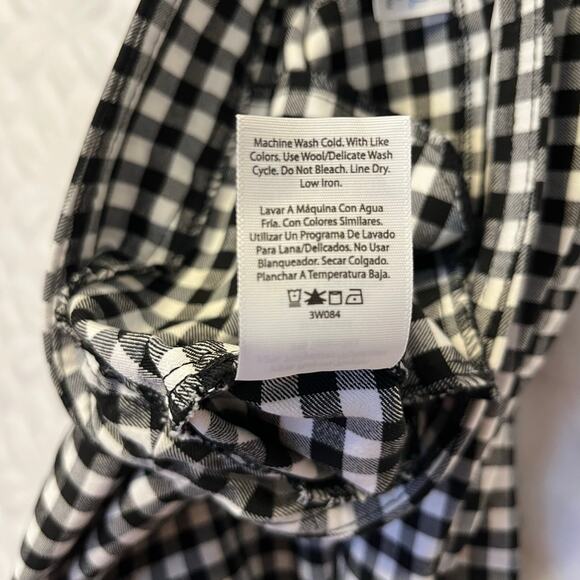 Machine Wash Cold. With Like
Colors. Use Wool/Delicate Wash
Cycle. Do Not Bleach. Line Dry.
Low Iron.
Lavar A Máquina Con Agua
Fría. Con Colores Similares.
Utilizar Un Programa De Lavado
Para Lana/Delicados. No Usar
Blanqueador. Secar Colgado.
Planchar A Temperatura Baja.
3W084